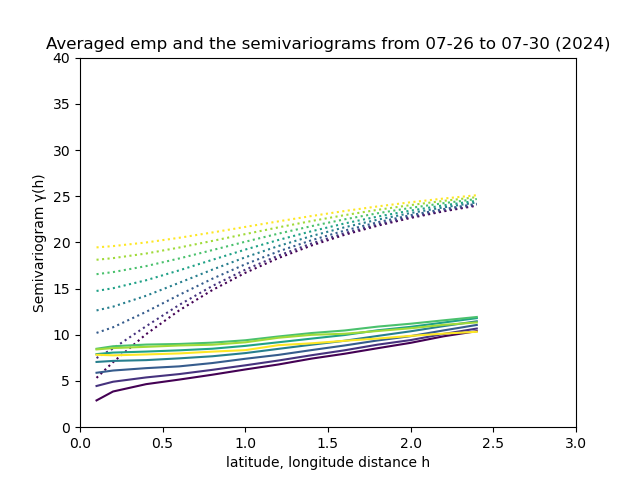 Averaged emp and the semivariograms from 07-26 to 07-30 (2024)
Semivariogram γ(h)
40
35
30
25
20
15
10
5
0
0.0 0.5 1.0 1.5 2.0 2.5 3.0
latitude, longitude distance h